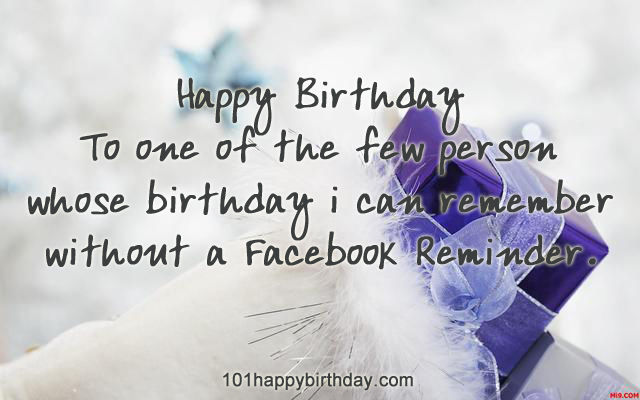 Happy Birthday
To one of the few person
whose birthday i can remember
without a Facebook Reminder.
101happybirthday.com
Mi9.COM